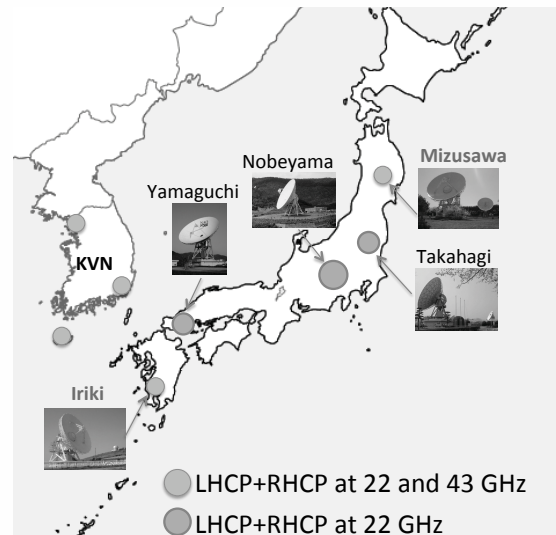 Nobeyama
Mizusawa
Yamaguchi
KVN
Takahagi
Iriki
LHCP+RHCP at 22 and 43 GHz
LHCP+RHCP at 22 GHz